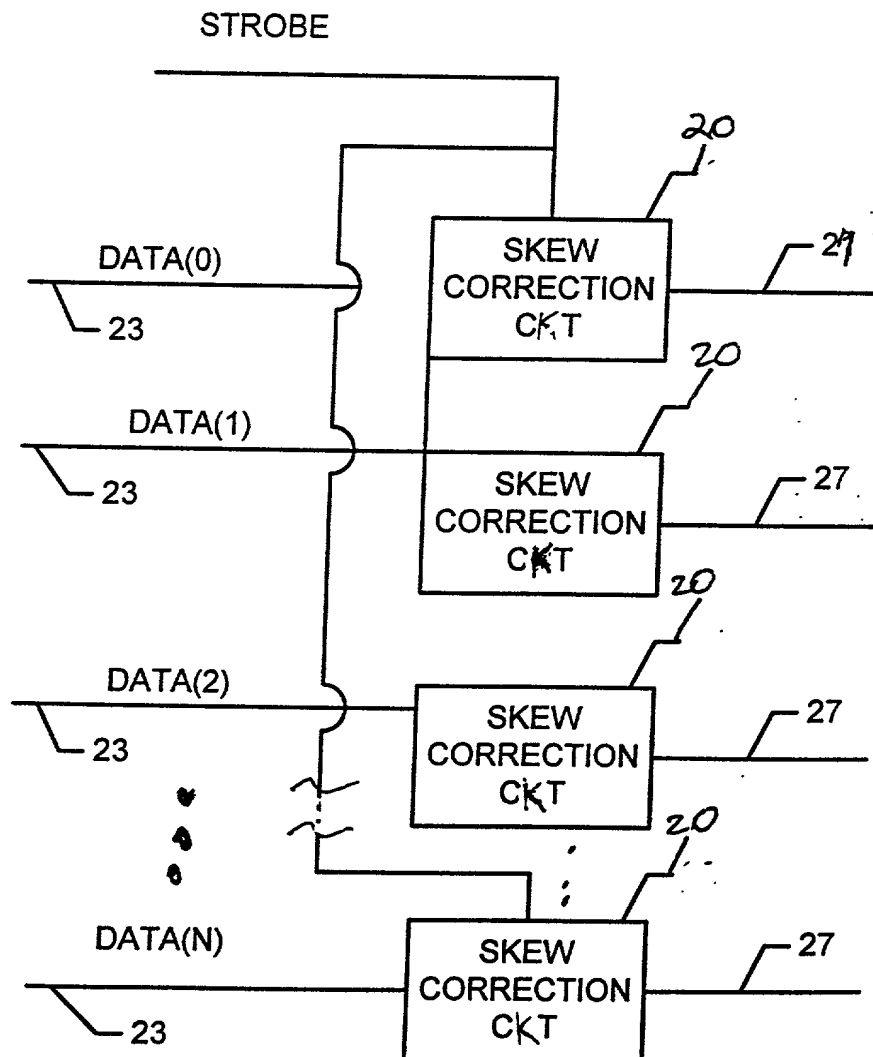 STROBE
20
DATA(0)
SKEW
CORRECTION
CKT
27
23
20
DATA(1)
SKEW
CORRECTION
CKT
27
23
20
DATA(2)
SKEW
CORRECTION
CKT
27
23
20
DATA(N)
SKEW
CORRECTION
CKT
27
23